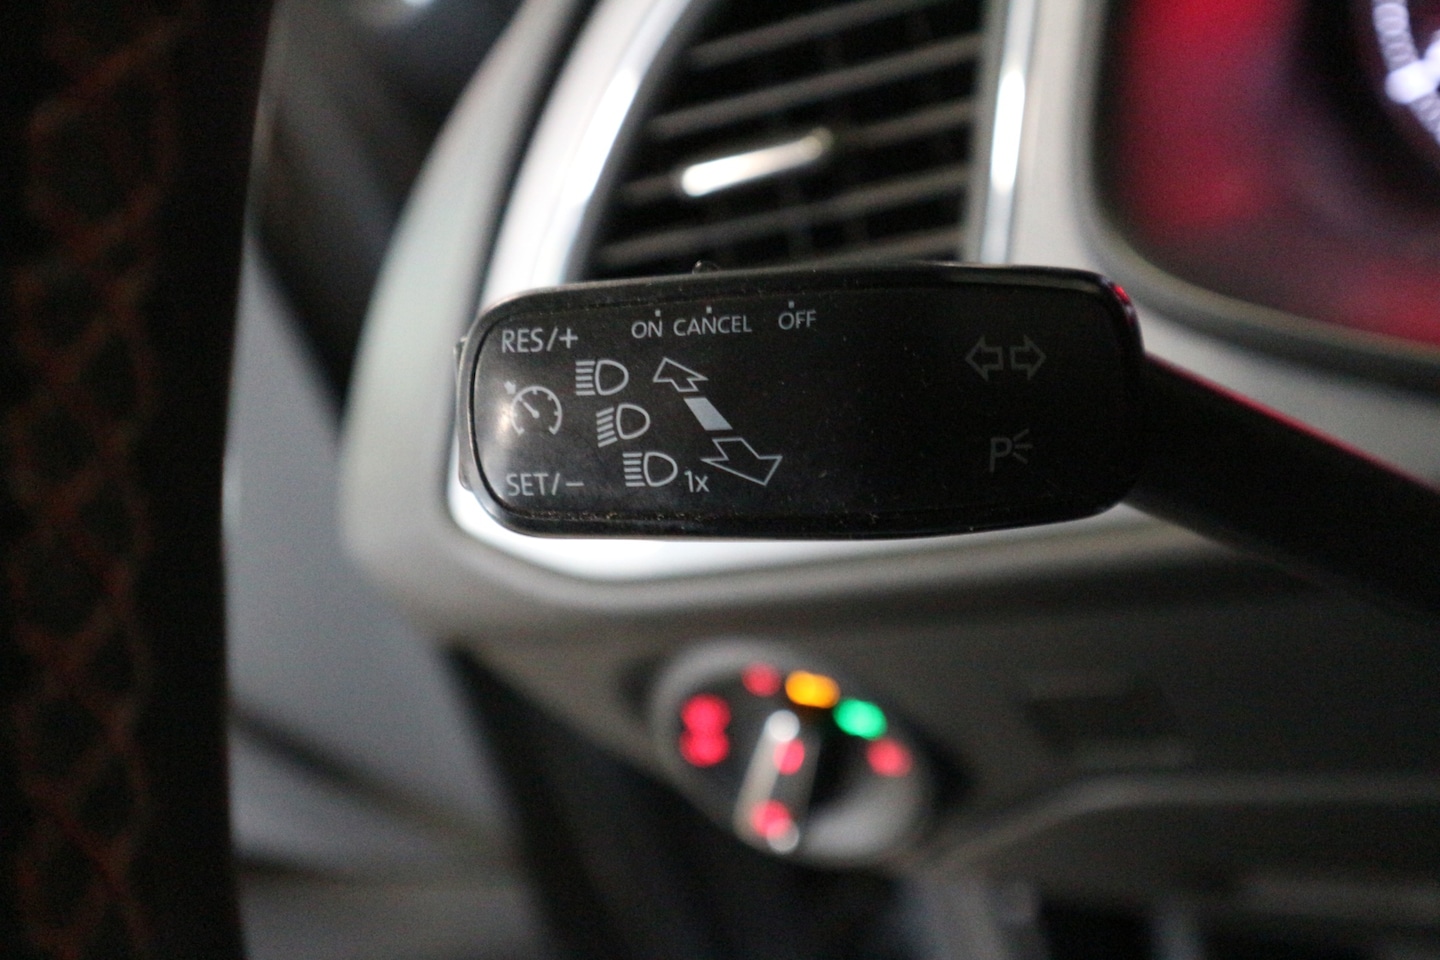 RES/+
ON CANCEL OFF
SET/-
1x
P